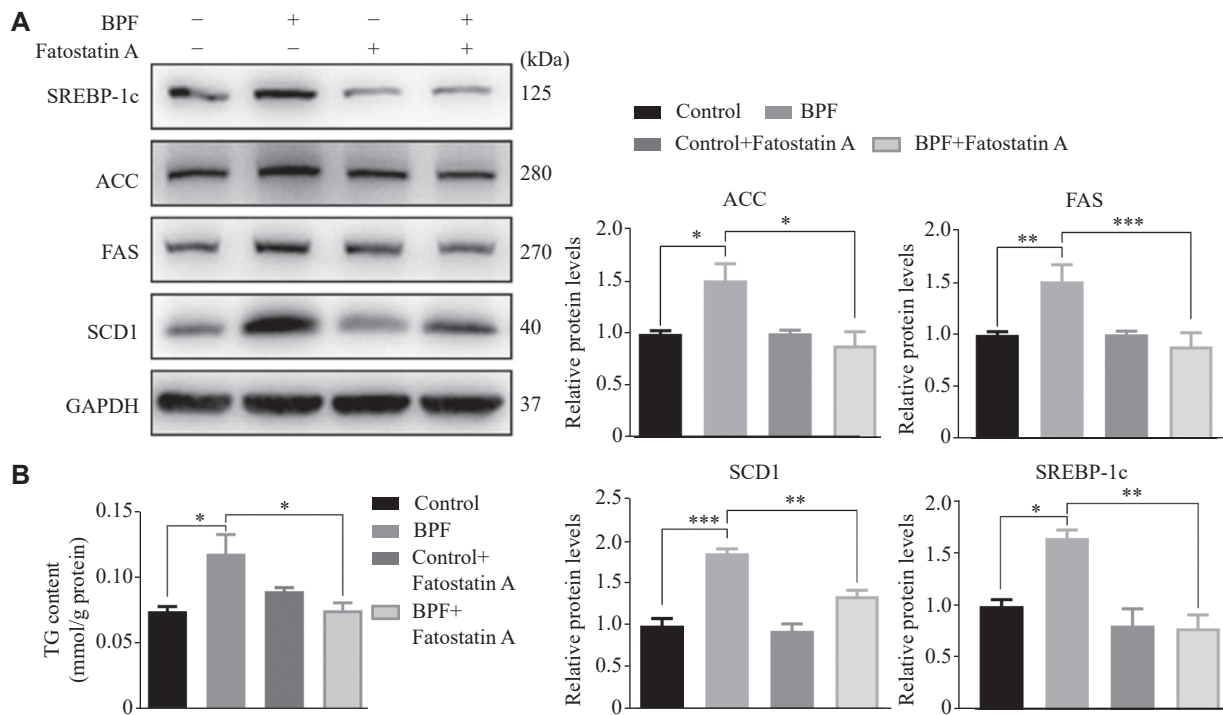 A
BPF − + − +
Fatostatin A − − + +
(kDa)
SREBP-1c 125
ACC 280
FAS 270
SCD1 40
GAPDH 37
Control BPF
Control+Fatostatin A BPF+Fatostatin A
ACC
Relative protein levels
2.0
1.5
1.0
0.5
0
* *
FAS
Relative protein levels
2.0
1.5
1.0
0.5
0
** ***
B
TG content
(mmol/g protein)
0.15
0.10
0.05
0
* *
Control
BPF
Control+
Fatostatin A
BPF+
Fatostatin A
SCD1
Relative protein levels
2.5
2.0
1.5
1.0
0.5
0
*** **
SREBP-1c
Relative protein levels
2.0
1.5
1.0
0.5
0
* **